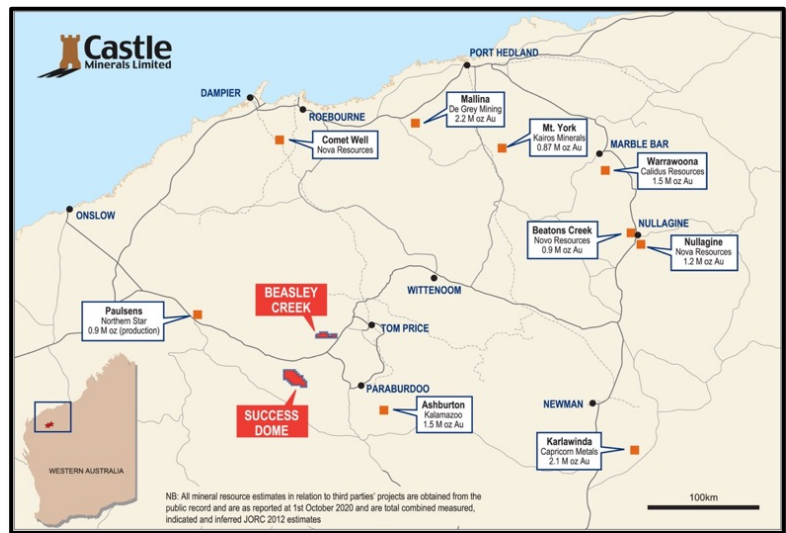 Castle
Minerals Limited
PORT HEDLAND
DAMPIER
ROEBOURNE
Mallina
De Grey Mining
2.2 M oz Au
Comet Well
Nova Resources
Mt. York
Kairos Minerals
0.87 M oz Au
MARBLE BAR
Warrawoona
Calidus Resources
1.5 M oz Au
ONSLOW
Beatons Creek
Novo Resources
0.9 M oz Au
NULLAGINE
Nullagine
Nova Resources
1.2 M oz Au
WITTENOOM
BEASLEY
CREEK
Paulsens
Northern Star
0.9 M oz (production)
TOM PRICE
PARABURDOO
SUCCESS
DOME
Ashburton
Kalamazoo
1.5 M oz Au
NEWMAN
Karlawinda
Capricorn Metals
2.1 M oz Au
WESTERN AUSTRALIA
NB: All mineral resource estimates in relation to third parties' projects are obtained from the
public record and are as reported at 1st October 2020 and are total combined measured,
indicated and inferred JORC 2012 estimates
100km